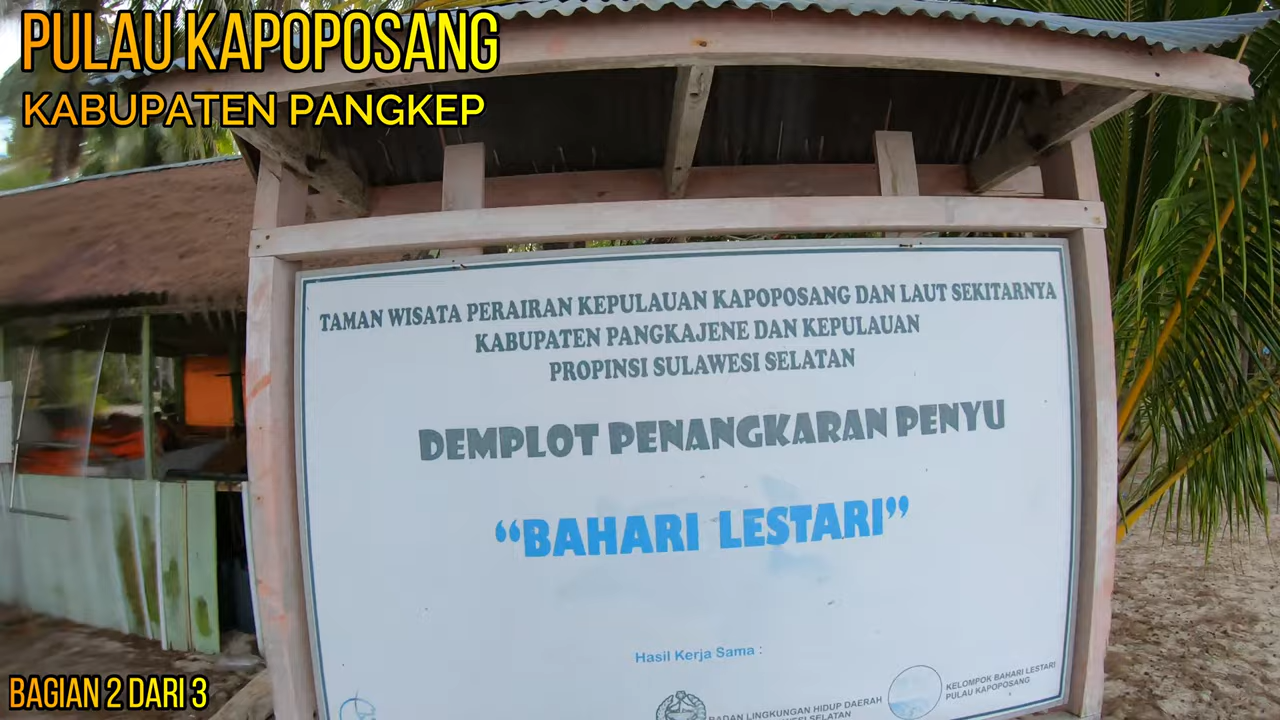 PULAU KAPOPOSANG
KABUPATEN PANGKEP
TAMAN WISATA PERAIRAN KEPULAUAN KAPOPOSANG DAN LAUT SEKITARNYA
KABUPATEN PANGKAJENE DAN KEPULAUAN
PROPINSI SULAWESI SELATAN
DEMPLOT PENANGKARAN PENYU
“BAHARI LESTARI”
Hasil Kerja Sama :
BADAN LINGKUNGAN HIDUP DAERAH
SELATAN
KELOMPOK BAHARI LESTARI
PULAU KAPOPOSANG
BAGIAN 2 DARI 3